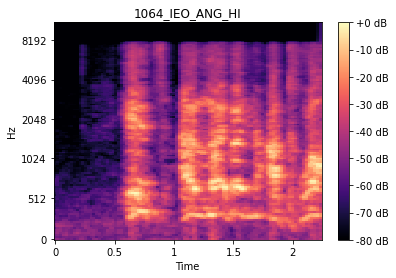 1064_IEO_ANG_HI
+0 dB
8192
-10 dB
4096
-20 dB
-30 dB
2048
Hz
-40 dB
1024
-50 dB
512
-60 dB
-70 dB
0
-80 dB
0 0.5 1 1.5 2
Time